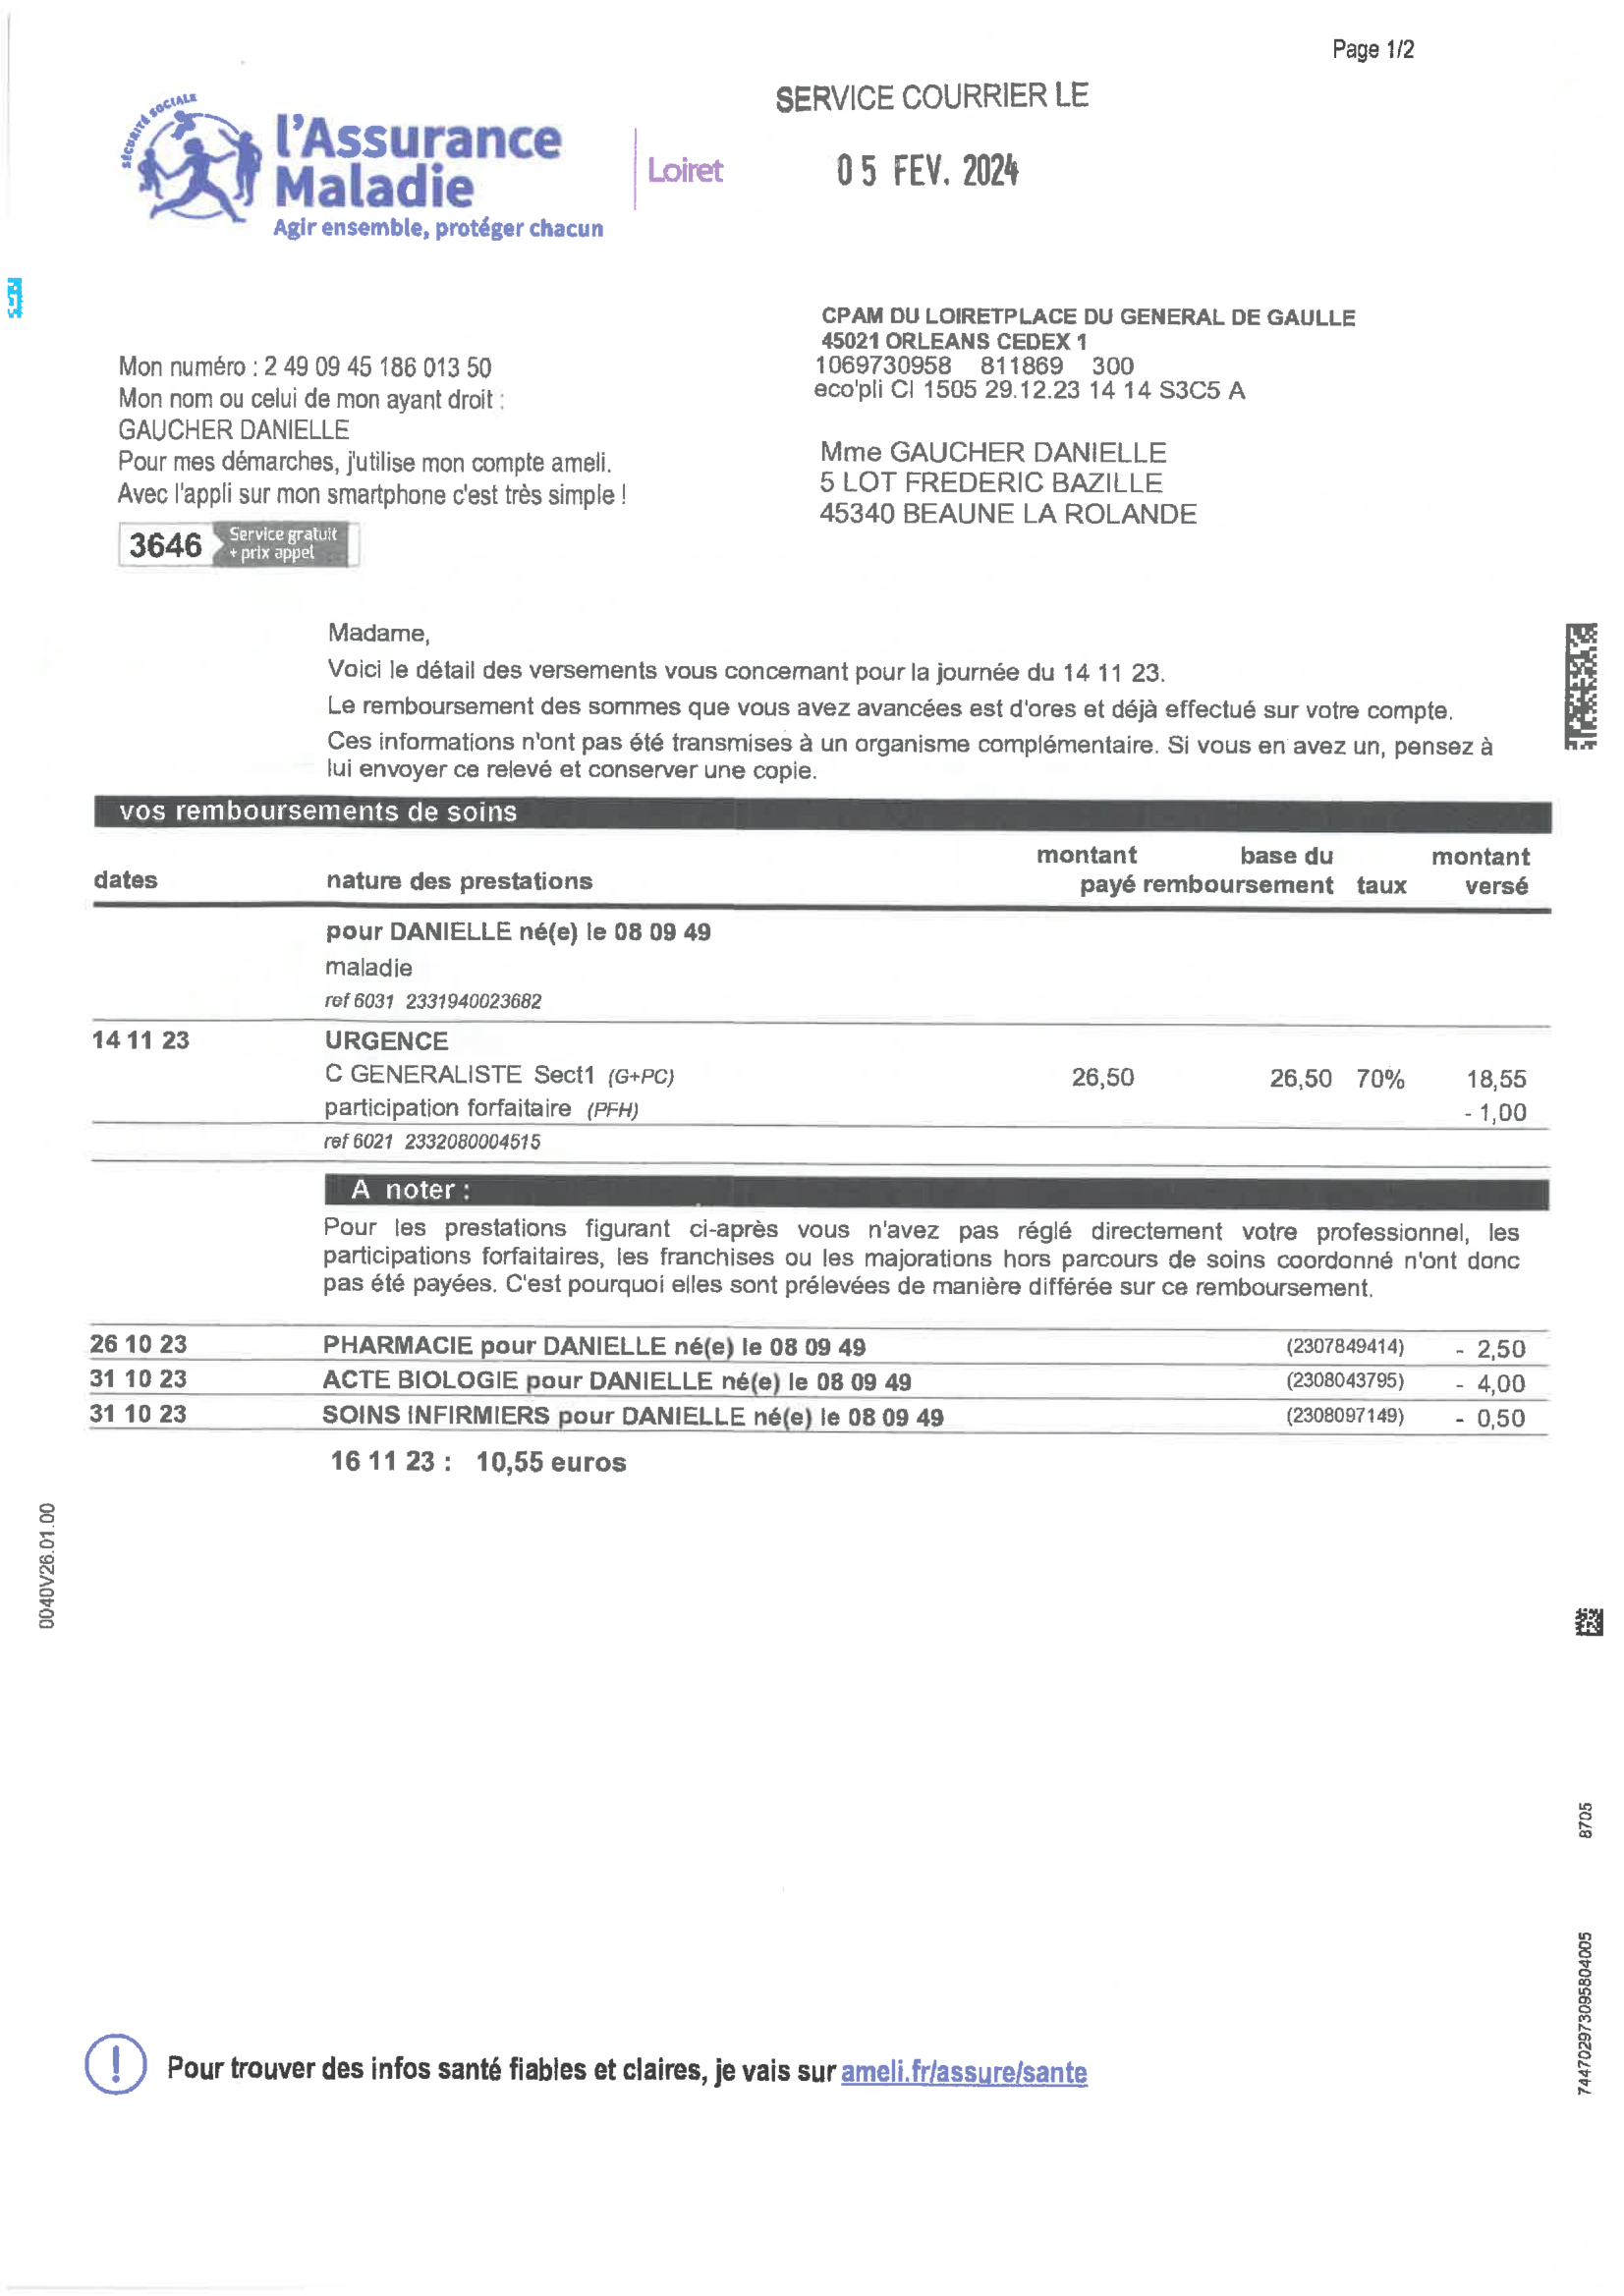 Page 1/2
SERVICE COURRIER LE
05 FEV. 2024
SÉCURITÉ SOCIALE
l'Assurance
Maladie
Agir ensemble, protéger chacun
Loiret
CPAM DU LOIRETPLACE DU GENERAL DE GAULLE
45021 ORLEANS CEDEX 1
1069730958 811869 300
eco'pli CI 1505 29.12.23 14 14 S3C5 A
Mon numéro : 2 49 09 45 186 013 50
Mon nom ou celui de mon ayant droit :
GAUCHER DANIELLE
Pour mes démarches, j'utilise mon compte ameli.
Avec l'appli sur mon smartphone c'est très simple !
3646 Service gratuit
+ prix appel
Mme GAUCHER DANIELLE
5 LOT FREDERIC BAZILLE
45340 BEAUNE LA ROLANDE
Madame,
Voici le détail des versements vous concernant pour la journée du 14 11 23.
Le remboursement des sommes que vous avez avancées est d'ores et déjà effectué sur votre compte.
Ces informations n'ont pas été transmises à un organisme complémentaire. Si vous en avez un, pensez à
lui envoyer ce relevé et conserver une copie.
vos remboursements de soins
montant base du montant
dates nature des prestations payé remboursement taux versé
pour DANIELLE né(e) le 08 09 49
maladie
ref 6031 2331940023682
14 11 23 URGENCE
C GENERALISTE Sect1 (G+PC) 26,50 26,50 70% 18,55
participation forfaitaire (PFH) - 1,00
ref 6021 2332080004515
A noter :
Pour les prestations figurant ci-après vous n'avez pas réglé directement votre professionnel, les
participations forfaitaires, les franchises ou les majorations hors parcours de soins coordonné n'ont donc
pas été payées. C'est pourquoi elles sont prélevées de manière différée sur ce remboursement.
26 10 23 PHARMACIE pour DANIELLE né(e) le 08 09 49 (2307849414) - 2,50
31 10 23 ACTE BIOLOGIE pour DANIELLE né(e) le 08 09 49 (2308043795) - 4,00
31 10 23 SOINS INFIRMIERS pour DANIELLE né(e) le 08 09 49 (2308097149) - 0,50
16 11 23 : 10,55 euros
0040V26.01.00
8705
744702973095804005
Pour trouver des infos santé fiables et claires, je vais sur ameli.fr/assure/sante